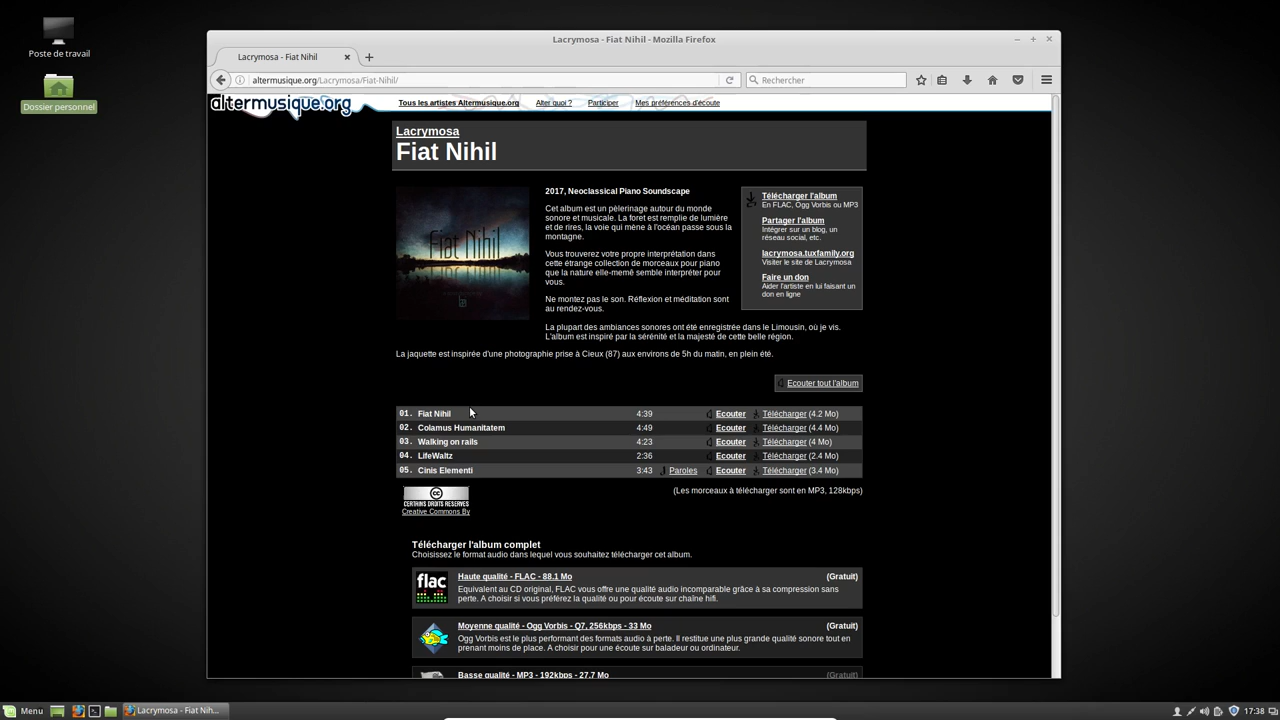 Poste de travail
Dossier personnel
Lacrymosa - Fiat Nihil - Mozilla Firefox
Lacrymosa - Fiat Nihil
altermusique.org/Lacrymosa/Fiat-Nihil/
Rechercher
altermusique.org
Tous les artistes Altermusique.org Alter quoi ? Participer Mes préférences d'écoute
Lacrymosa
Fiat Nihil
Fiat Nihil
2017, Neoclassical Piano Soundscape
Cet album est un pèlerinage autour du monde
sonore et musicale. La foret est remplie de lumière
et de rires, la voie qui mène à l'océan passe sous la
montagne.
Vous trouverez votre propre interprétation dans
cette étrange collection de morceaux pour piano
que la nature elle-memê semble interpréter pour
vous.
Ne montez pas le son. Réflexion et méditation sont
au rendez-vous.
La plupart des ambiances sonores ont été enregistrée dans le Limousin, où je vis.
L'album est inspiré par la sérénité et la majesté de cette belle région.
La jaquette est inspirée d'une photographie prise à Cieux (87) aux environs de 5h du matin, en plein été.
Télécharger l'album
En FLAC, Ogg Vorbis ou MP3
Partager l'album
Intégrer sur un blog, un
réseau social, etc.
lacrymosa.tuxfamily.org
Visiter le site de Lacrymosa
Faire un don
Aider l'artiste en lui faisant un
don en ligne
Ecouter tout l'album
01. Fiat Nihil 4:39 Ecouter Télécharger (4.2 Mo)
02. Colamus Humanitatem 4:49 Ecouter Télécharger (4.4 Mo)
03. Walking on rails 4:23 Ecouter Télécharger (4 Mo)
04. LifeWaltz 2:36 Ecouter Télécharger (2.4 Mo)
05. Cinis Elementi 3:43 Paroles Ecouter Télécharger (3.4 Mo)
(Les morceaux à télécharger sont en MP3, 128kbps)
cc
CERTAINS DROITS RESERVES
Creative Commons By
Télécharger l'album complet
Choisissez le format audio dans lequel vous souhaitez télécharger cet album.
flac
Haute qualité - FLAC - 88.1 Mo (Gratuit)
Equivalent au CD original, FLAC vous offre une qualité audio incomparable grâce à sa compression sans
perte. A choisir si vous préférez la qualité ou pour écoute sur chaîne hifi.
Moyenne qualité - Ogg Vorbis - Q7, 256kbps - 33 Mo (Gratuit)
Ogg Vorbis est le plus performant des formats audio à perte. Il restitue une plus grande qualité sonore tout en
prenant moins de place. A choisir pour une écoute sur baladeur ou ordinateur.
Basse qualité - MP3 - 192kbps - 27.7 Mo (Gratuit)
Menu
Lacrymosa - Fiat Nih...
17:38